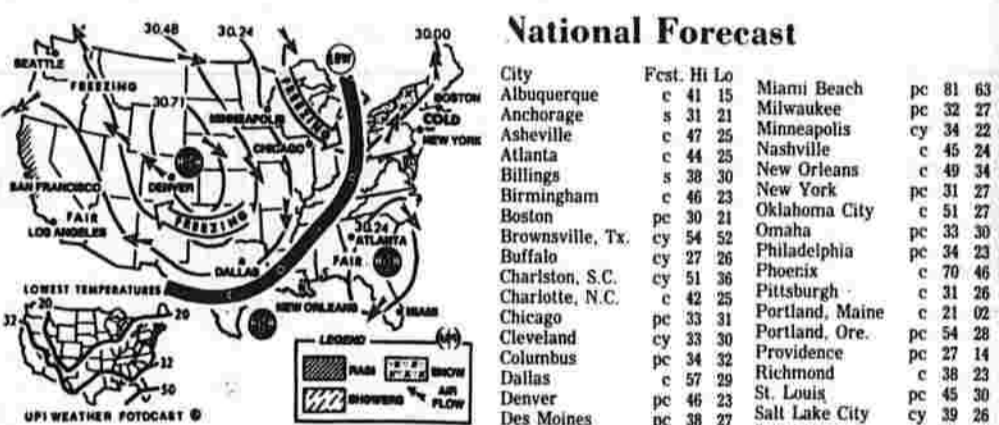 30.48
30.24
30.00
LOW
SEATTLE
FREEZING
30.71
MINNEAPOLIS
FREEZING
BOSTON
COLD
NEW YORK
CHICAGO
DENVER
SAN FRANCISCO
FREEZING
FAIR
LOS ANGELES
30.24
ATLANTA
FAIR
DALLAS
LOWEST TEMPERATURES
NEW ORLEANS
MIAMI
20
20
32
32
50
LEGEND
UPI
RAIN
SNOW
SHOWERS
AIR
FLOW
UPI WEATHER FOTOCAST ©
National Forecast
City Fcst. Hi Lo
Albuquerque c 41 15
Anchorage s 31 21
Asheville c 47 25
Atlanta c 44 25
Billings s 38 30
Birmingham c 46 23
Boston pc 30 21
Brownsville, Tx. cy 54 52
Buffalo cy 27 26
Charlston, S.C. cy 51 36
Charlotte, N.C. c 42 25
Chicago pc 33 31
Cleveland cy 33 30
Columbus pc 34 32
Dallas c 57 29
Denver pc 46 23
Des Moines pc 38 27
Miami Beach pc 81 63
Milwaukee pc 32 27
Minneapolis cy 34 22
Nashville c 45 24
New Orleans c 49 34
New York pc 31 27
Oklahoma City c 51 27
Omaha pc 33 30
Philadelphia pc 34 23
Phoenix c 70 46
Pittsburgh c 31 26
Portland, Maine c 21 02
Portland, Ore. pc 54 28
Providence pc 27 14
Richmond c 38 23
St. Louis pc 45 30
Salt Lake City cy 39 26